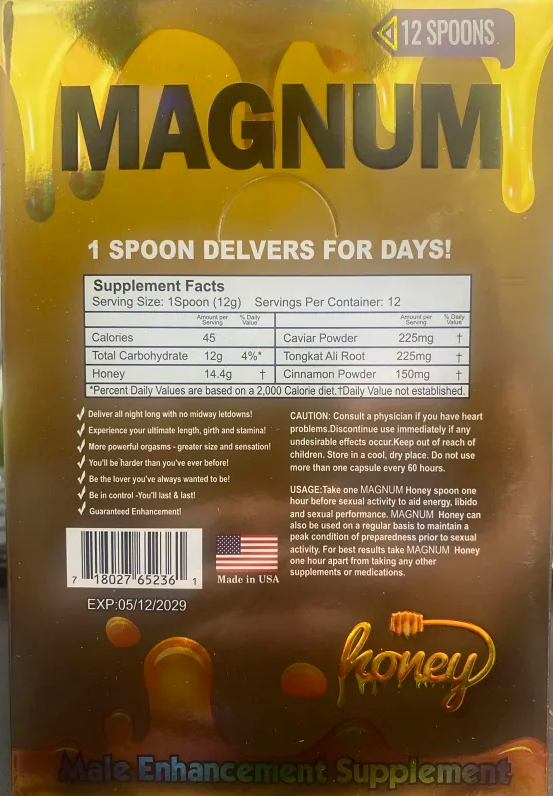 12 SPOONS
MAGNUM
1 SPOON DELVERS FOR DAYS!
Supplement Facts
Serving Size: 1Spoon (12g) Servings Per Container: 12
Amount per Serving % Daily Value Amount per Serving % Daily Value
Calories 45 Caviar Powder 225mg †
Total Carbohydrate 12g 4%* Tongkat Ali Root 225mg †
Honey 14.4g † Cinnamon Powder 150mg †
*Percent Daily Values are based on a 2,000 Calorie diet.†Daily Value not established.
Deliver all night long with no midway letdowns!
Experience your ultimate length, girth and stamina!
More powerful orgasms - greater size and sensation!
You'll be harder than you've ever before!
Be the lover you've always wanted to be!
Be in control -You'll last & last!
Guaranteed Enhancement!
CAUTION: Consult a physician if you have heart
problems.Discontinue use immediately if any
undesirable effects occur.Keep out of reach of
children. Store in a cool, dry place. Do not use
more than one capsule every 60 hours.
USAGE:Take one MAGNUM Honey spoon one
hour before sexual activity to aid energy, libido
and sexual performance. MAGNUM Honey can
also be used on a regular basis to maintain a
peak condition of preparedness prior to sexual
activity. For best results take MAGNUM Honey
one hour apart from taking any other
supplements or medications.
7 18027 65236 1
Made in USA
EXP:05/12/2029
honey
Male Enhancement Supplement